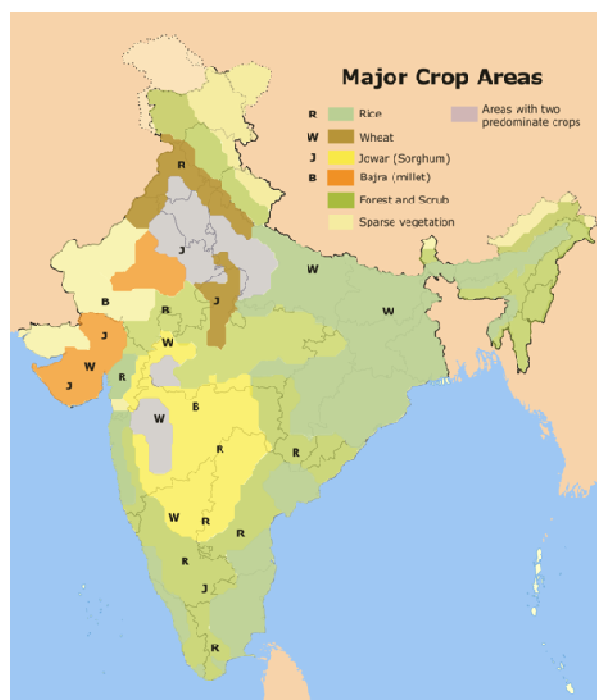 Major Crop Areas
R Rice
W Wheat
J Jowar (Sorghum)
B Bajra (millet)
Forest and Scrub
Sparse vegetation
Areas with two
predominate crops
R
J
W
W
B
J
R
J
W
W
R
J
B
W
R
R
W
R
R
R
J
R